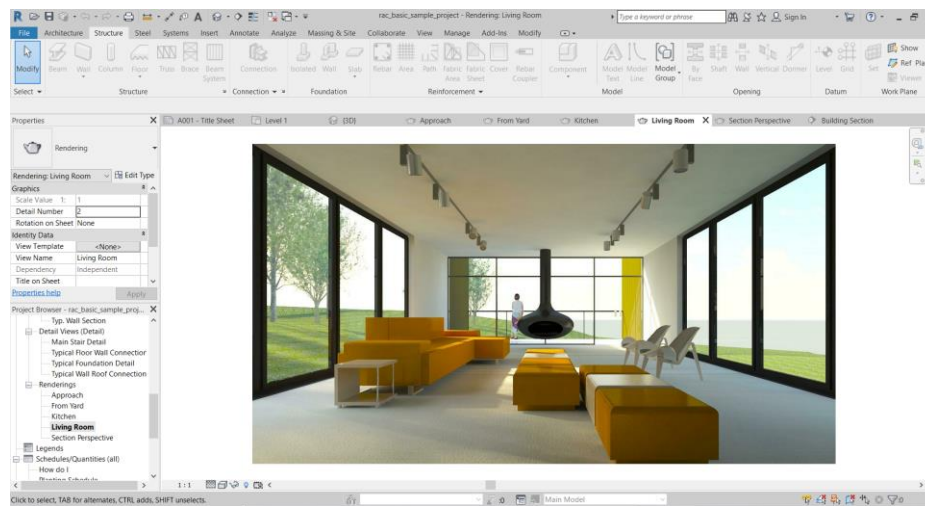 rac_basic_sample_project - Rendering: Living Room
Type a keyword or phrase
Sign In
File Architecture Structure Steel Systems Insert Annotate Analyze Massing & Site Collaborate View Manage Add-Ins Modify
Modify Beam Wall Column Floor Truss Brace Beam System Connection Isolated Wall Slab Rebar Area Path Fabric Area Fabric Sheet Cover Rebar Coupler Component Model Text Model Line Model Group By Face Shaft Wall Vertical Dormer Level Grid Set Show Ref Pla Viewer
Select Structure Connection Foundation Reinforcement Model Opening Datum Work Plane
Properties
A001 - Title Sheet Level 1 {3D} Approach From Yard Kitchen Living Room Section Perspective Building Section
Rendering
Rendering: Living Room Edit Type
Graphics
Scale Value 1: 1
Detail Number 2
Rotation on Sheet None
Identity Data
View Template <None>
View Name Living Room
Dependency Independent
Title on Sheet
Properties help Apply
Project Browser - rac_basic_sample_proj...
Typ. Wall Section
Detail Views (Detail)
Main Stair Detail
Typical Floor Wall Connection
Typical Foundation Detail
Typical Wall Roof Connection
Renderings
Approach
From Yard
Kitchen
Living Room
Section Perspective
Legends
Schedules/Quantities (all)
How do I
Planting Schedule
1:1
Click to select, TAB for alternates, CTRL adds, SHIFT unselects.
:0 Main Model
:0